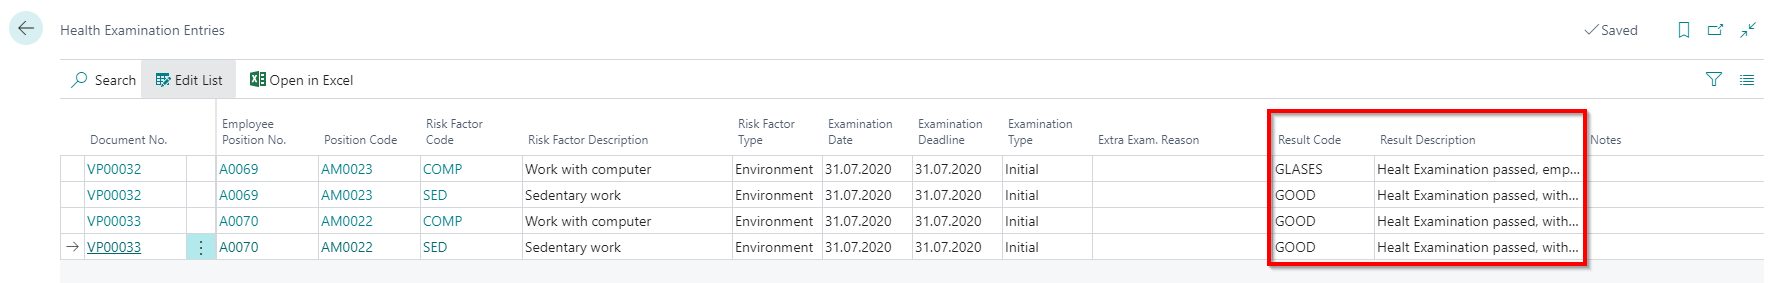 Health Examination Entries
Saved
Search Edit List Open in Excel
Document No. Employee Position No. Position Code Risk Factor Code Risk Factor Description Risk Factor Type Examination Date Examination Deadline Examination Type Extra Exam. Reason Result Code Result Description Notes
VP00032 A0069 AM0023 COMP Work with computer Environment 31.07.2020 31.07.2020 Initial GLASES Healt Examination passed, emp...
VP00032 A0069 AM0023 SED Sedentary work Environment 31.07.2020 31.07.2020 Initial GOOD Healt Examination passed, with...
VP00033 A0070 AM0022 COMP Work with computer Environment 31.07.2020 31.07.2020 Initial GOOD Healt Examination passed, with...
VP00033 A0070 AM0022 SED Sedentary work Environment 31.07.2020 31.07.2020 Initial GOOD Healt Examination passed, with...